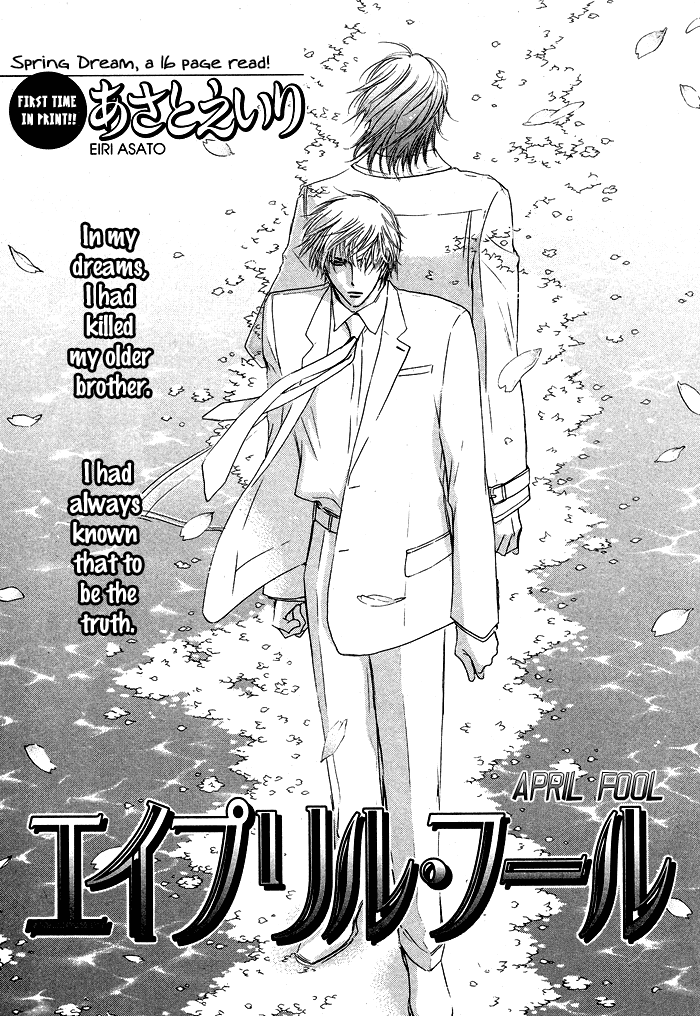 Spring Dream, a 16 page read!
FIRST TIME
IN PRINT!!
あさとえいり
EIRI ASATO
In my
dreams,
I had
killed
my older
brother.
I had
always
known
that to
be the
truth.
APRIL FOOL
エイプリル・フール